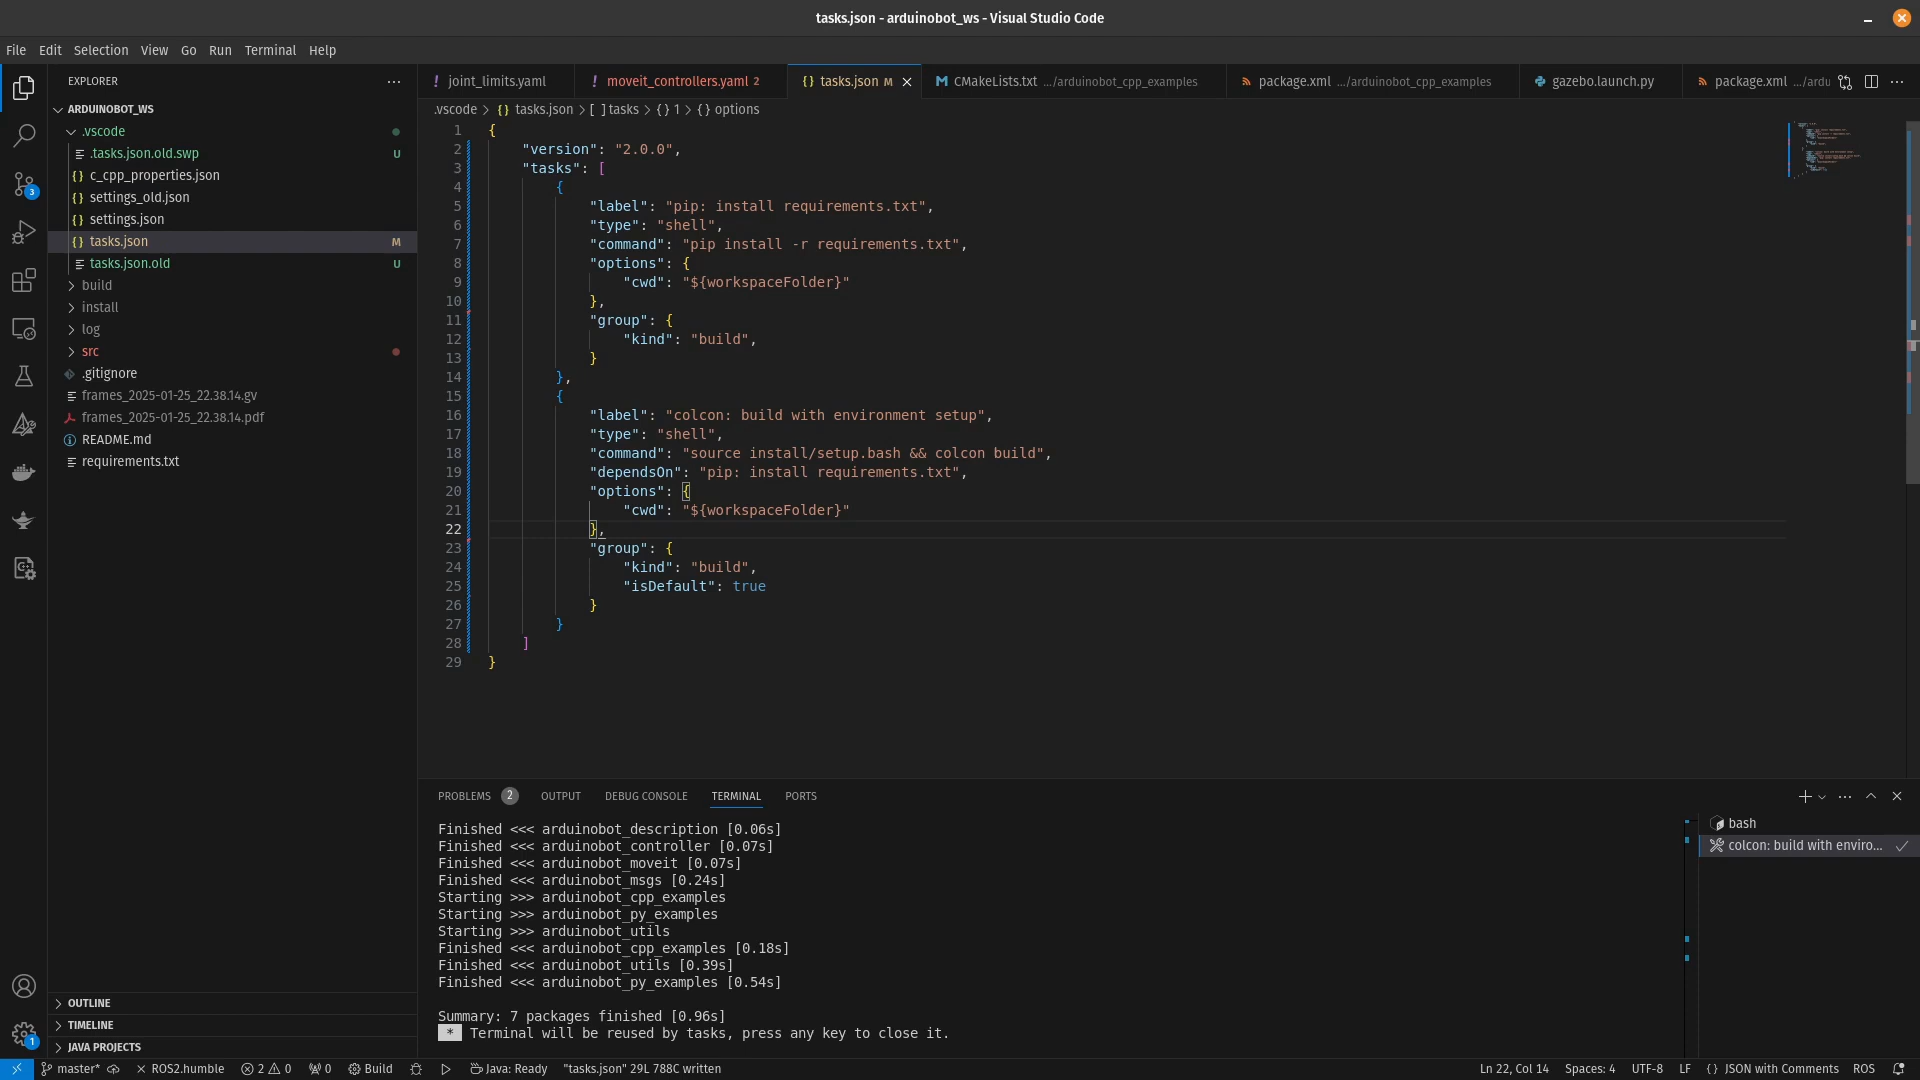 tasks.json - arduinobot_ws - Visual Studio Code
File Edit Selection View Go Run Terminal Help
EXPLORER
ARDUINOBOT_WS
.vscode
.tasks.json.old.swp U
c_cpp_properties.json
settings_old.json
settings.json
tasks.json M
tasks.json.old U
build
install
log
src
.gitignore
frames_2025-01-25_22.38.14.gv
frames_2025-01-25_22.38.14.pdf
README.md
requirements.txt
OUTLINE
TIMELINE
JAVA PROJECTS
3
1
joint_limits.yaml moveit_controllers.yaml 2 tasks.json M CMakeLists.txt .../arduinobot_cpp_examples package.xml .../arduinobot_cpp_examples gazebo.launch.py package.xml .../ardu
.vscode > {} tasks.json > [ ] tasks > {} 1 > {} options
1 {
2 "version": "2.0.0",
3 "tasks": [
4 {
5 "label": "pip: install requirements.txt",
6 "type": "shell",
7 "command": "pip install -r requirements.txt",
8 "options": {
9 "cwd": "${workspaceFolder}"
10 },
11 "group": {
12 "kind": "build",
13 }
14 },
15 {
16 "label": "colcon: build with environment setup",
17 "type": "shell",
18 "command": "source install/setup.bash && colcon build",
19 "dependsOn": "pip: install requirements.txt",
20 "options": {
21 "cwd": "${workspaceFolder}"
22 },
23 "group": {
24 "kind": "build",
25 "isDefault": true
26 }
27 }
28 ]
29 }
PROBLEMS 2 OUTPUT DEBUG CONSOLE TERMINAL PORTS
Finished <<< arduinobot_description [0.06s]
Finished <<< arduinobot_controller [0.07s]
Finished <<< arduinobot_moveit [0.07s]
Finished <<< arduinobot_msgs [0.24s]
Starting >>> arduinobot_cpp_examples
Starting >>> arduinobot_py_examples
Starting >>> arduinobot_utils
Finished <<< arduinobot_cpp_examples [0.18s]
Finished <<< arduinobot_utils [0.39s]
Finished <<< arduinobot_py_examples [0.54s]
Summary: 7 packages finished [0.96s]
* Terminal will be reused by tasks, press any key to close it.
bash
colcon: build with enviro...
master* ROS2.humble 2 0 0 Build Java: Ready "tasks.json" 29L 788C written Ln 22, Col 14 Spaces: 4 UTF-8 LF {} JSON with Comments ROS